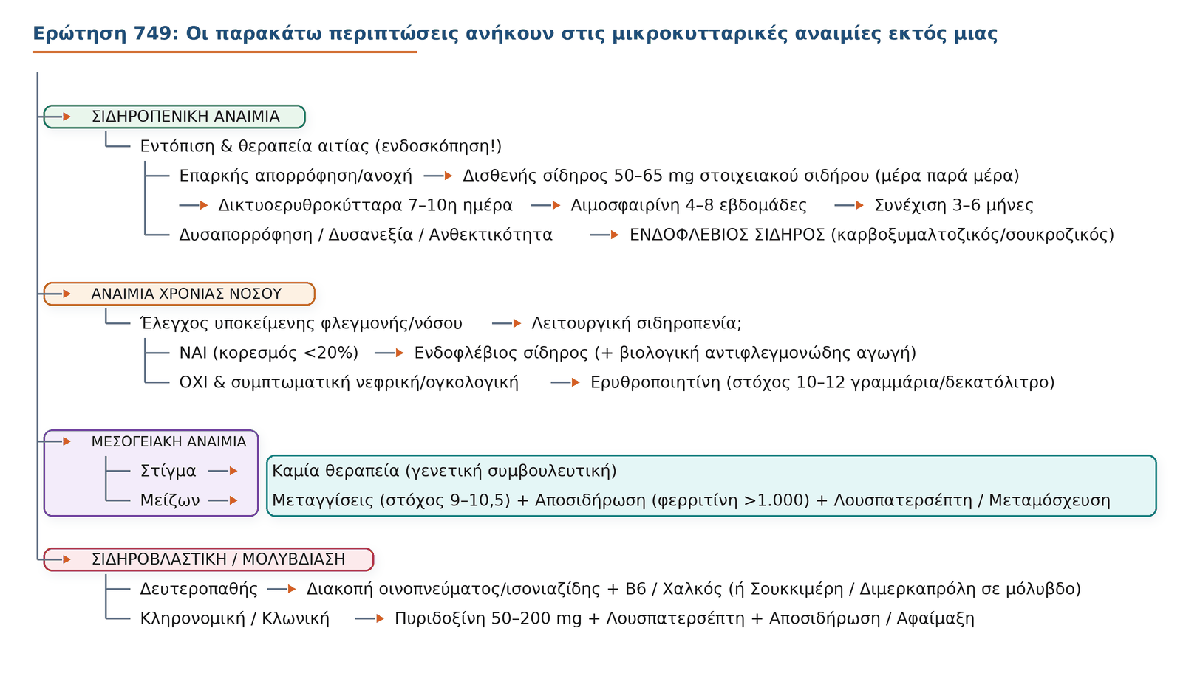 Ερώτηση 749: Οι παρακάτω περιπτώσεις ανήκουν στις μικροκυτταρικές αναιμίες εκτός μιας
ΣΙΔΗΡΟΠΕΝΙΚΗ ΑΝΑΙΜΙΑ
Εντόπιση & θεραπεία αιτίας (ενδοσκόπηση!)
Επαρκής απορρόφηση/ανοχή Δισθενής σίδηρος 50–65 mg στοιχειακού σιδήρου (μέρα παρά μέρα)
Δικτυοερυθροκύτταρα 7–10η ημέρα Αιμοσφαιρίνη 4–8 εβδομάδες Συνέχιση 3–6 μήνες
Δυσαπορρόφηση / Δυσανεξία / Ανθεκτικότητα ΕΝΔΟΦΛΕΒΙΟΣ ΣΙΔΗΡΟΣ (καρβοξυμαλτοζικός/σουκροζικός)
ΑΝΑΙΜΙΑ ΧΡΟΝΙΑΣ ΝΟΣΟΥ
Έλεγχος υποκείμενης φλεγμονής/νόσου Λειτουργική σιδηροπενία;
ΝΑΙ (κορεσμός <20%) Ενδοφλέβιος σίδηρος (+ βιολογική αντιφλεγμονώδης αγωγή)
ΟΧΙ & συμπτωματική νεφρική/ογκολογική Ερυθροποιητίνη (στόχος 10–12 γραμμάρια/δεκατόλιτρο)
ΜΕΣΟΓΕΙΑΚΗ ΑΝΑΙΜΙΑ
Στίγμα Καμία θεραπεία (γενετική συμβουλευτική)
Μείζων Μεταγγίσεις (στόχος 9–10,5) + Αποσιδήρωση (φερριτίνη >1.000) + Λουσπατερσέπτη / Μεταμόσχευση
ΣΙΔΗΡΟΒΛΑΣΤΙΚΗ / ΜΟΛΥΒΔΙΑΣΗ
Δευτεροπαθής Διακοπή οινοπνεύματος/ισονιαζίδης + Β6 / Χαλκός (ή Σουκκιμέρη / Διμερκαπρόλη σε μόλυβδο)
Κληρονομική / Κλωνική Πυριδοξίνη 50–200 mg + Λουσπατερσέπτη + Αποσιδήρωση / Αφαίμαξη